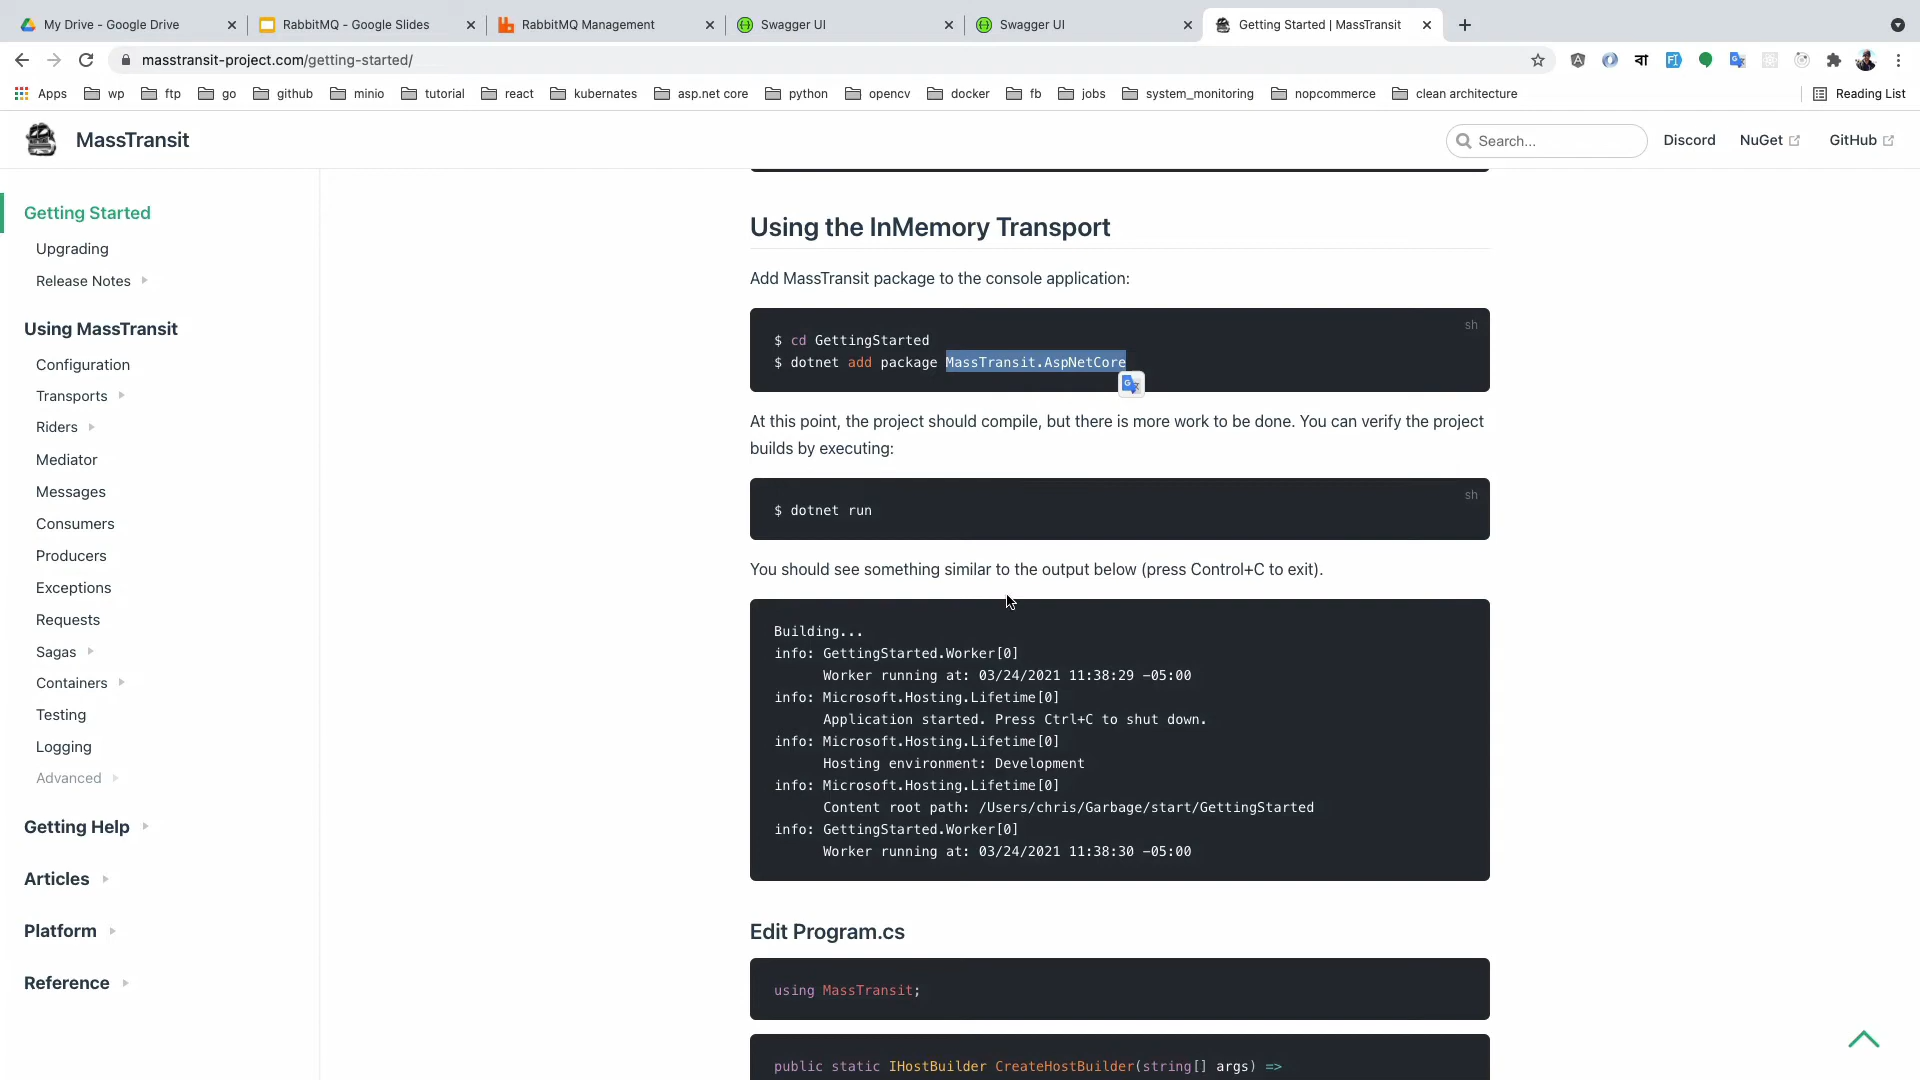 My Drive - Google Drive
RabbitMQ - Google Slides
RabbitMQ Management
Swagger UI
Swagger UI
Getting Started | MassTransit
masstransit-project.com/getting-started/
Apps
wp
ftp
go
github
minio
tutorial
react
kubernates
asp.net core
python
opencv
docker
fb
jobs
system_monitoring
nopcommerce
clean architecture
Reading List
MassTransit
Search...
Discord
NuGet
GitHub
Getting Started
Upgrading
Release Notes
Using MassTransit
Configuration
Transports
Riders
Mediator
Messages
Consumers
Producers
Exceptions
Requests
Sagas
Containers
Testing
Logging
Advanced
Getting Help
Articles
Platform
Reference
Using the InMemory Transport
Add MassTransit package to the console application:
sh
$ cd GettingStarted
$ dotnet add package MassTransit.AspNetCore
At this point, the project should compile, but there is more work to be done. You can verify the project
builds by executing:
sh
$ dotnet run
You should see something similar to the output below (press Control+C to exit).
Building...
info: GettingStarted.Worker[0]
Worker running at: 03/24/2021 11:38:29 -05:00
info: Microsoft.Hosting.Lifetime[0]
Application started. Press Ctrl+C to shut down.
info: Microsoft.Hosting.Lifetime[0]
Hosting environment: Development
info: Microsoft.Hosting.Lifetime[0]
Content root path: /Users/chris/Garbage/start/GettingStarted
info: GettingStarted.Worker[0]
Worker running at: 03/24/2021 11:38:30 -05:00
Edit Program.cs
using MassTransit;
public static IHostBuilder CreateHostBuilder(string[] args) =>